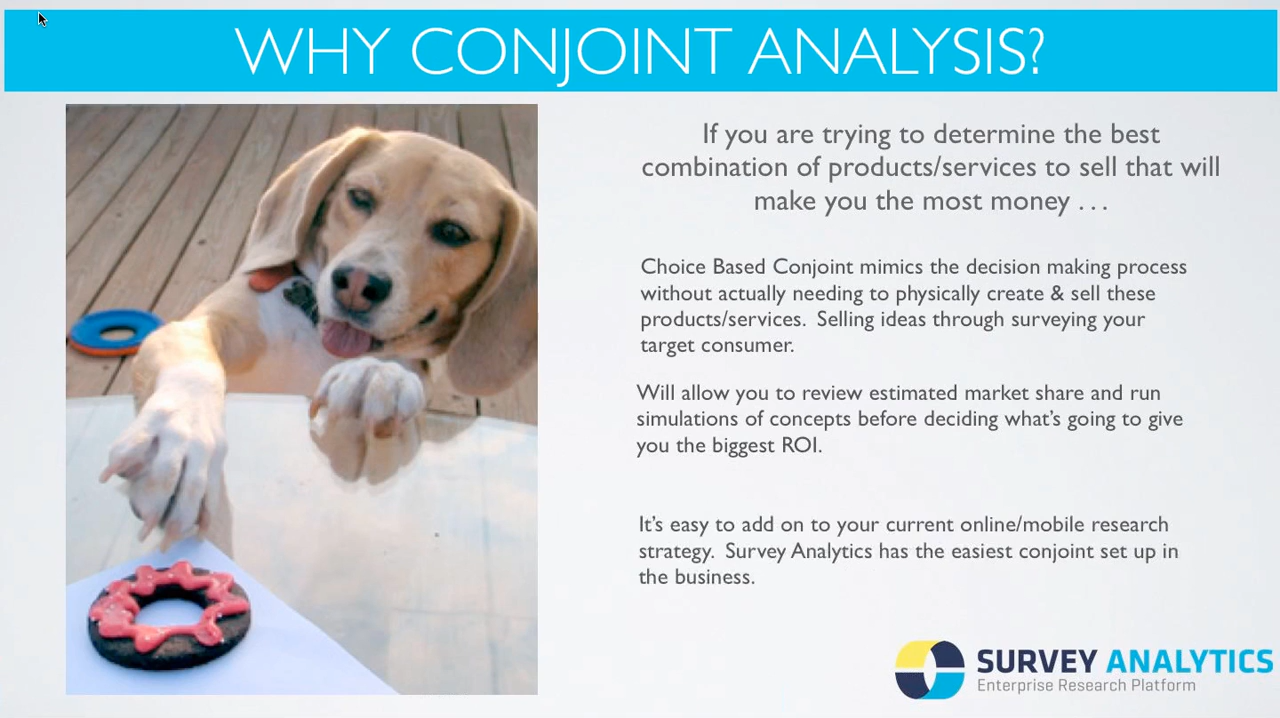 WHY CONJOINT ANALYSIS?
If you are trying to determine the best
combination of products/services to sell that will
make you the most money . . .
Choice Based Conjoint mimics the decision making process
without actually needing to physically create & sell these
products/services.  Selling ideas through surveying your
target consumer.
Will allow you to review estimated market share and run
simulations of concepts before deciding what's going to give
you the biggest ROI.
It's easy to add on to your current online/mobile research
strategy.  Survey Analytics has the easiest conjoint set up in
the business.
SURVEY ANALYTICS
Enterprise Research Platform